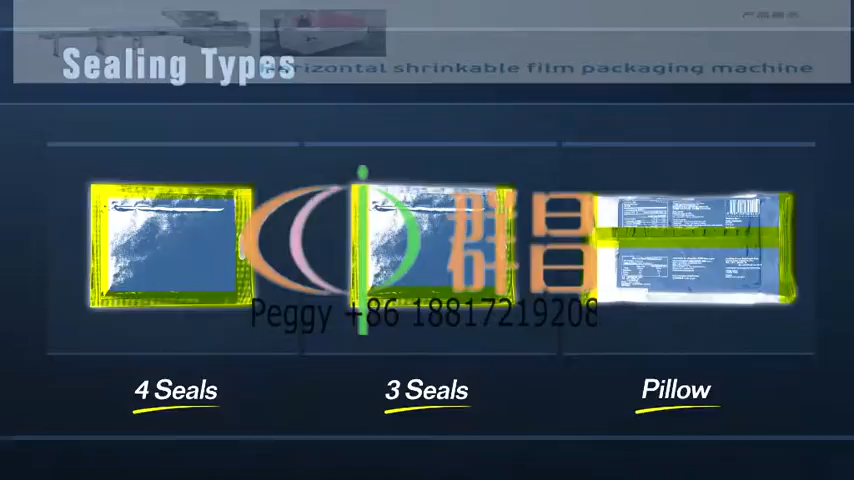 Sealing Types
horizontal shrinkable film packaging machine
群昌
Peggy +86 18817219208
4 Seals
3 Seals
Pillow